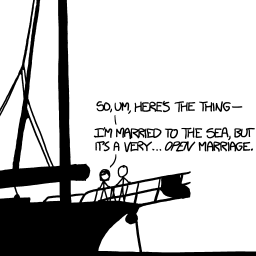 SO, UM, HERE'S THE THING—
I'M MARRIED TO THE SEA, BUT
IT'S A VERY... OPEN MARRIAGE.